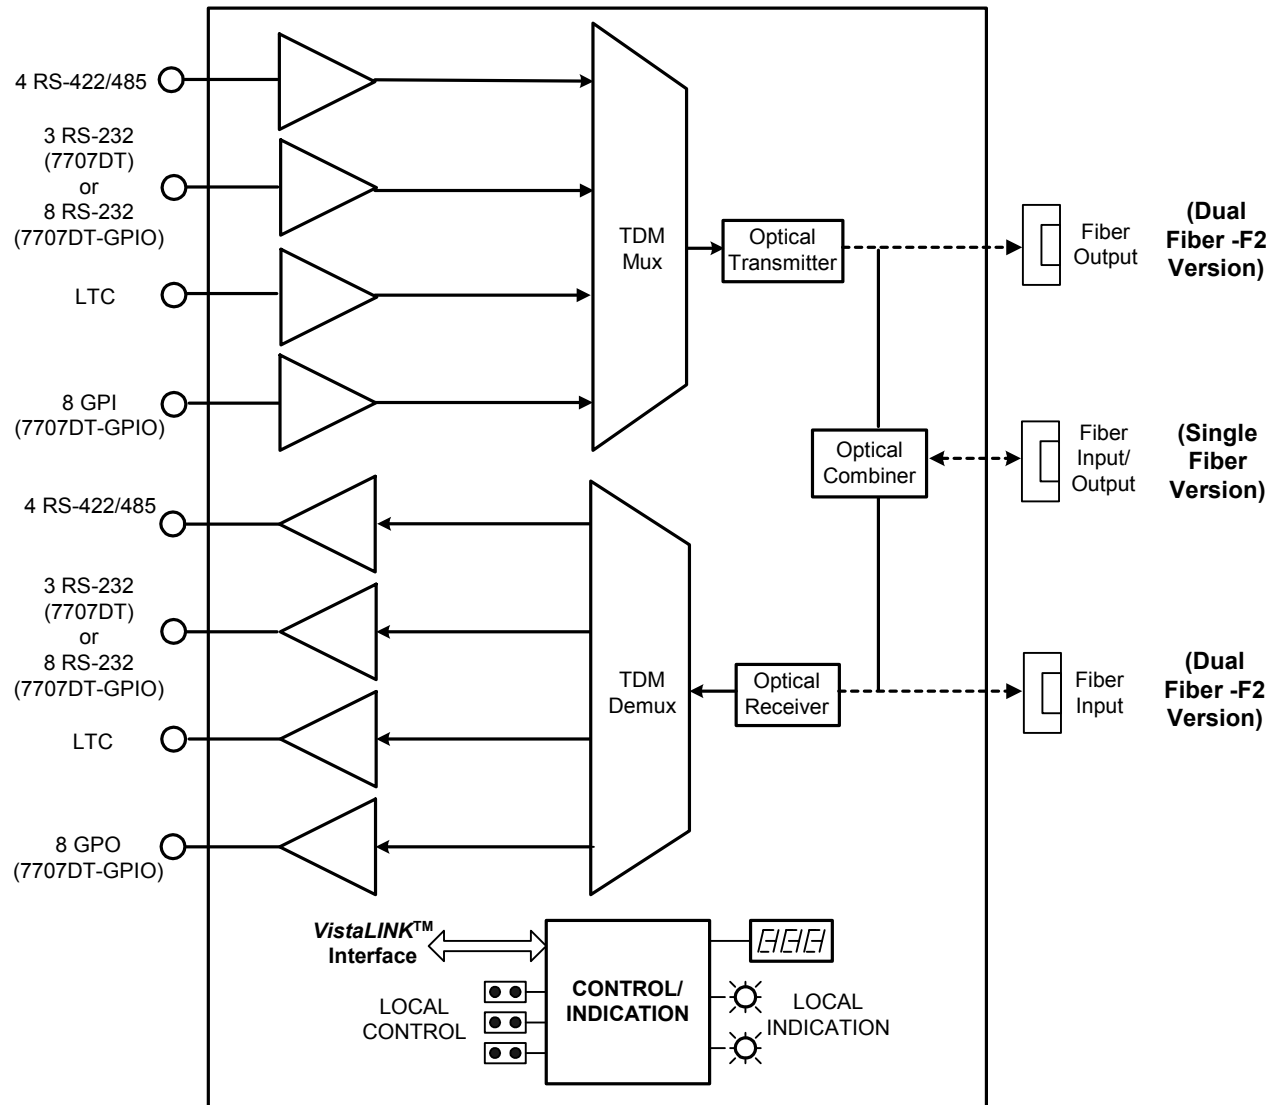 4 RS-422/485
3 RS-232
(7707DT)
or
8 RS-232
(7707DT-GPIO)
LTC
8 GPI
(7707DT-GPIO)
TDM
Mux
Optical
Transmitter
Fiber
Output
(Dual
Fiber -F2
Version)
Optical
Combiner
Fiber
Input/
Output
(Single
Fiber
Version)
4 RS-422/485
3 RS-232
(7707DT)
or
8 RS-232
(7707DT-GPIO)
LTC
8 GPO
(7707DT-GPIO)
TDM
Demux
Optical
Receiver
Fiber
Input
(Dual
Fiber -F2
Version)
VistaLINK™
Interface
LOCAL
CONTROL
CONTROL/
INDICATION
LOCAL
INDICATION